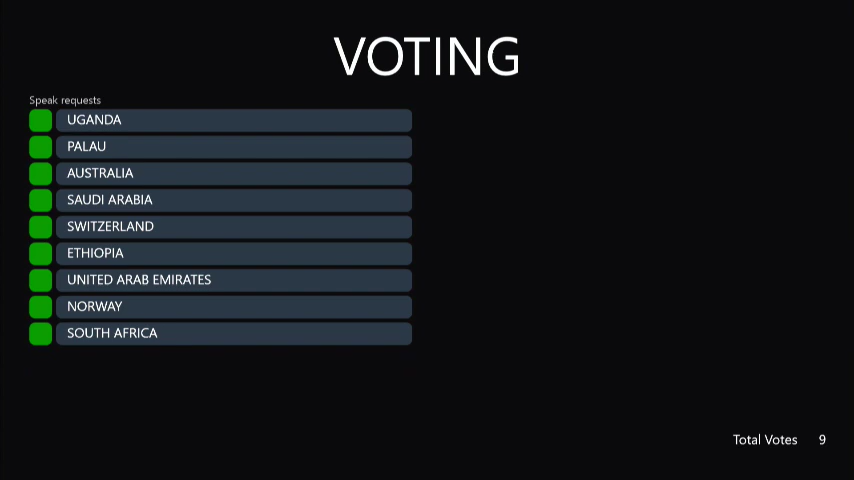 VOTING
Speak requests
UGANDA
PALAU
AUSTRALIA
SAUDI ARABIA
SWITZERLAND
ETHIOPIA
UNITED ARAB EMIRATES
NORWAY
SOUTH AFRICA
Total Votes 9